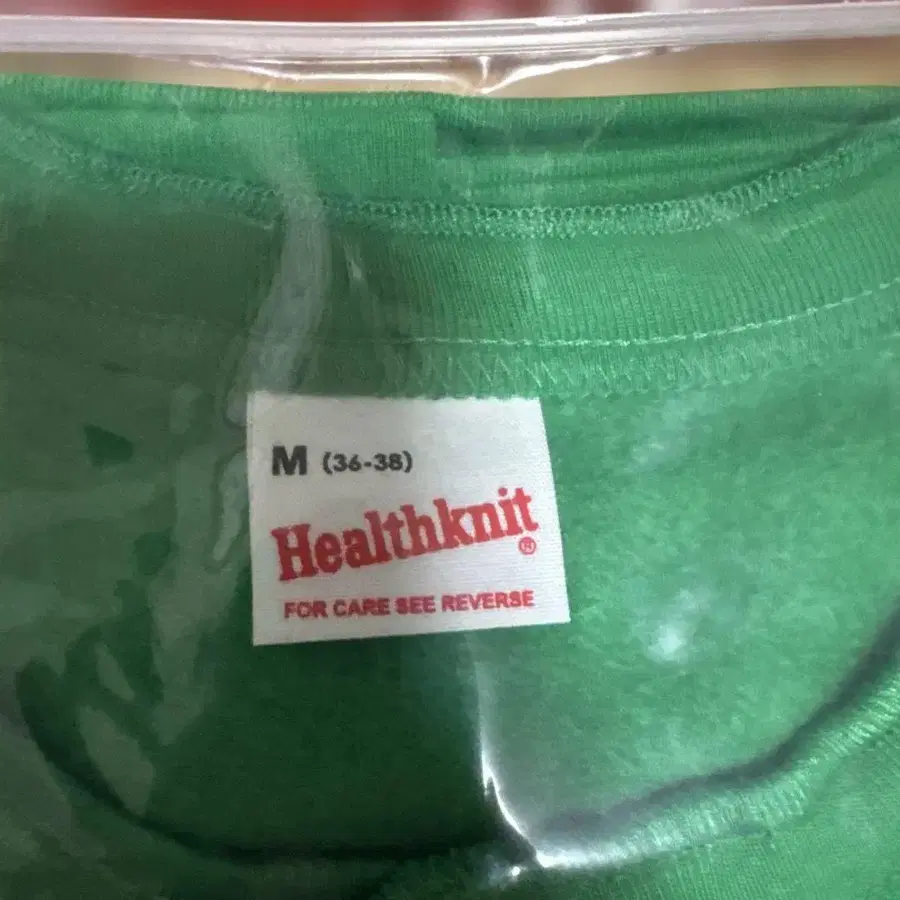 M (36-38)
Healthknit®
FOR CARE SEE REVERSE